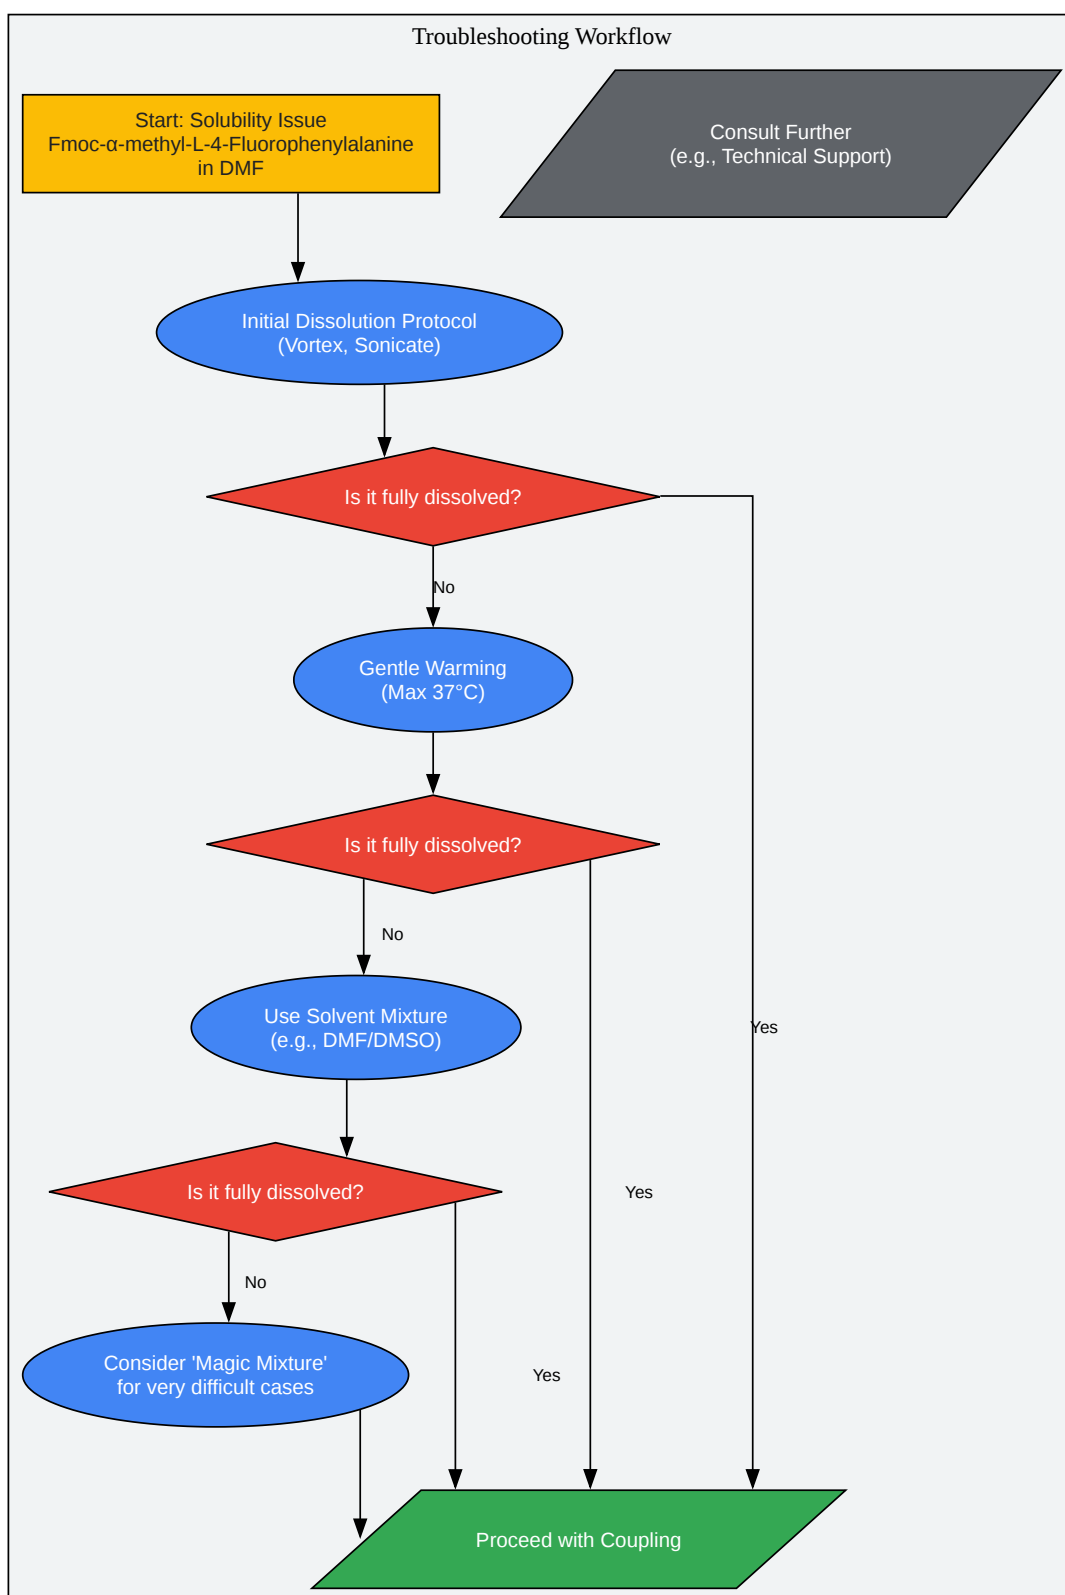 Troubleshooting Workflow
Start: Solubility Issue
Fmoc-α-methyl-L-4-Fluorophenylalanine
in DMF
Consult Further
(e.g., Technical Support)
Initial Dissolution Protocol
(Vortex, Sonicate)
Is it fully dissolved?
No
Gentle Warming
(Max 37°C)
Is it fully dissolved?
No
Use Solvent Mixture
(e.g., DMF/DMSO)
Yes
Is it fully dissolved?
Yes
No
Consider 'Magic Mixture'
for very difficult cases
Yes
Proceed with Coupling